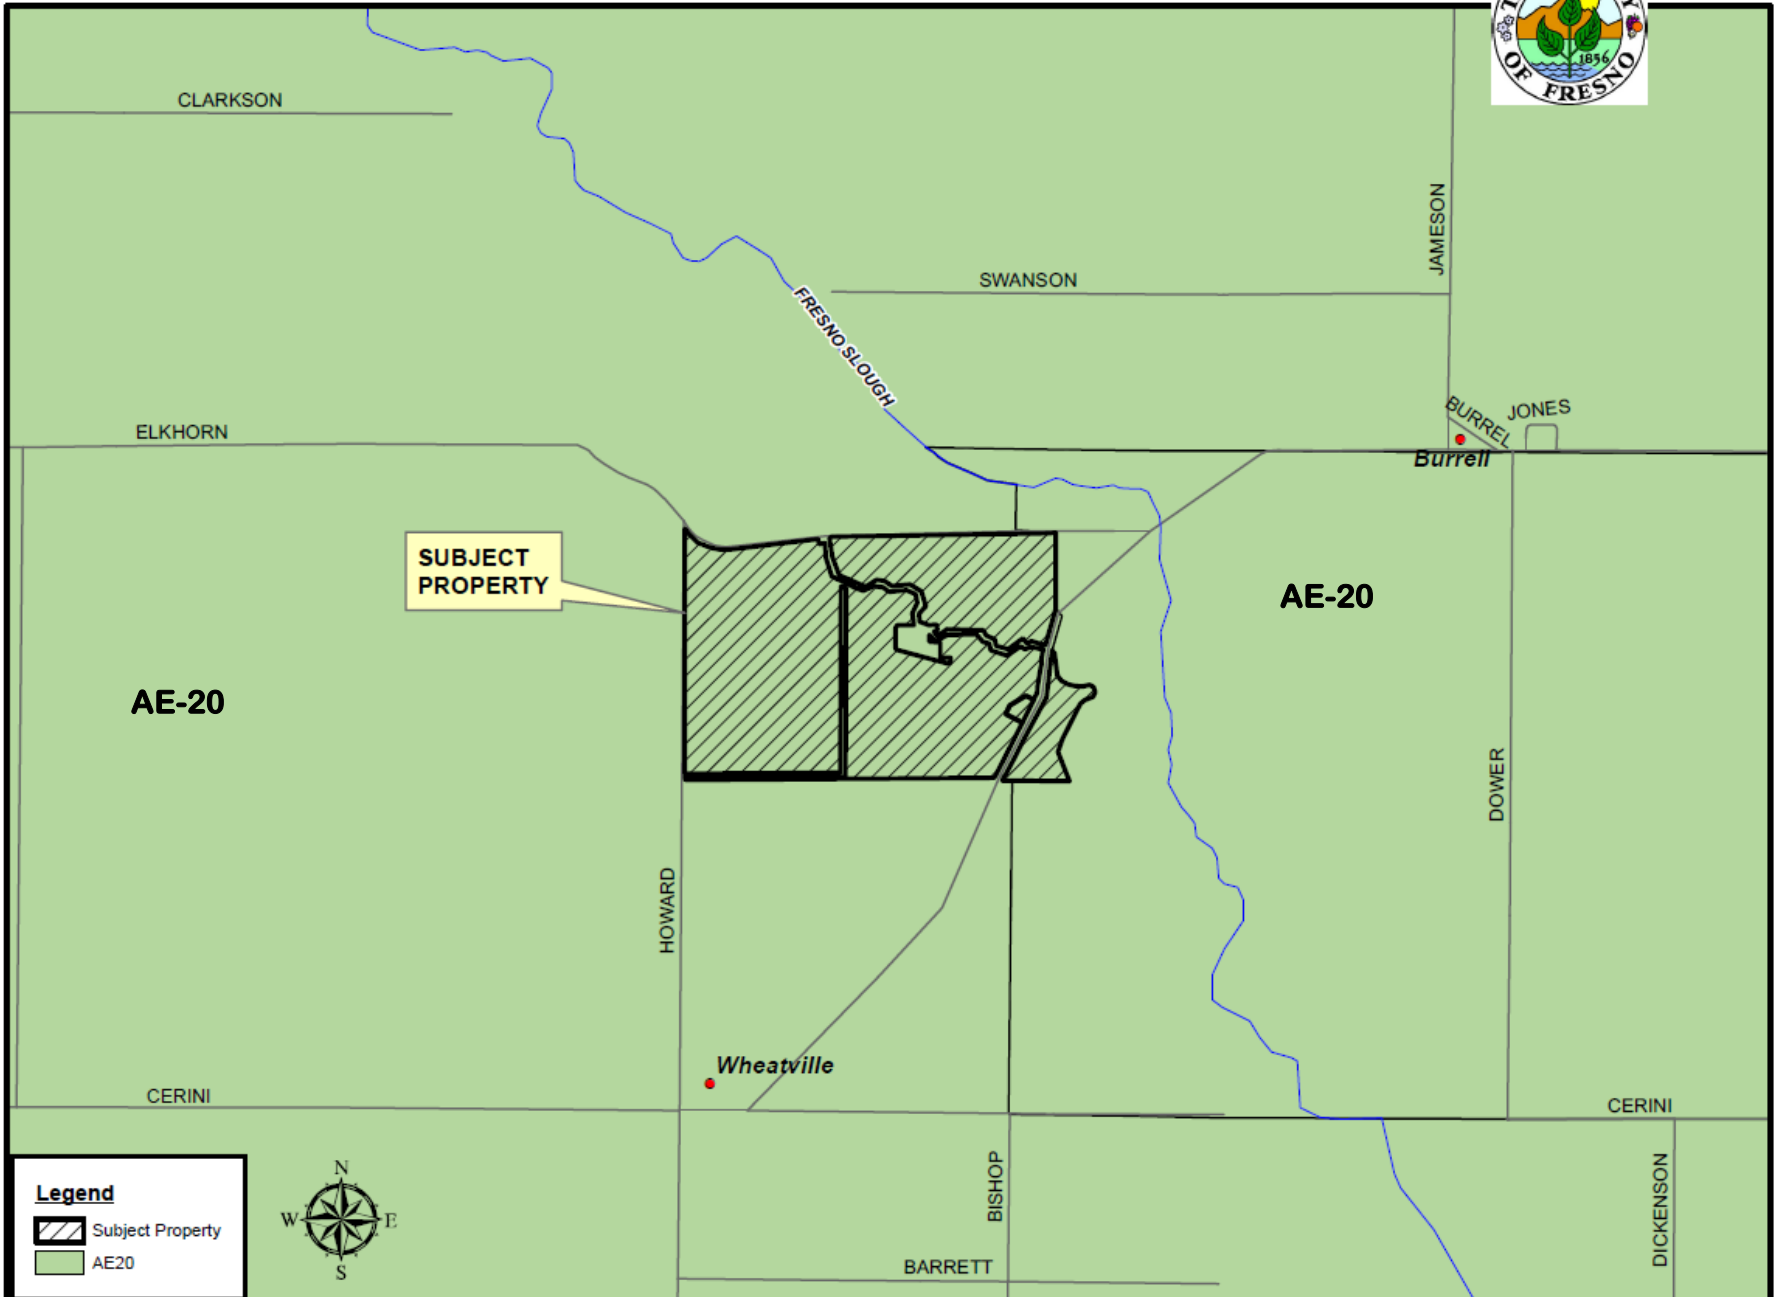 1856
OF FRESNO
CLARKSON
JAMESON
SWANSON
FRESNO SLOUGH
BURREL
JONES
ELKHORN
Burrell
SUBJECT
PROPERTY
AE-20
AE-20
DOWER
HOWARD
Wheatville
CERINI
CERINI
BISHOP
DICKENSON
BARRETT
Legend
Subject Property
AE20
N
W
E
S